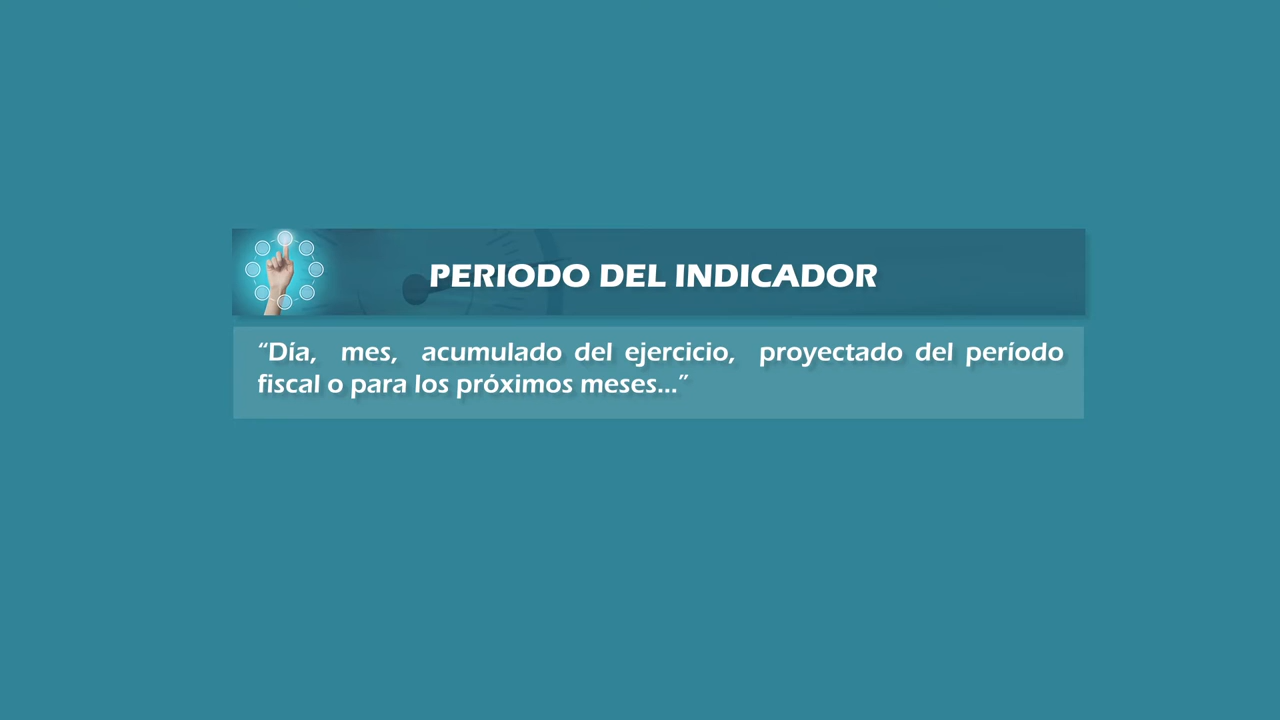 PERIODO DEL INDICADOR
“Día, mes, acumulado del ejercicio, proyectado del período
fiscal o para los próximos meses...”